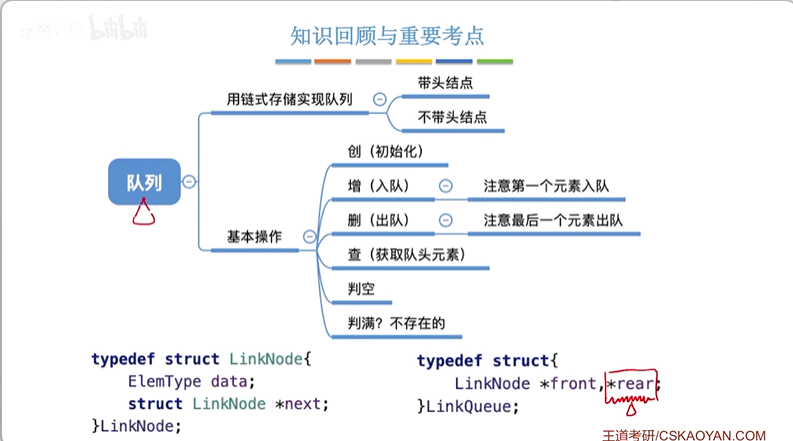 bilibili
知识回顾与重要考点
用链式存储实现队列
带头结点
不带头结点
队列
基本操作
创（初始化）
增（入队）
注意第一个元素入队
删（出队）
注意最后一个元素出队
查（获取队头元素）
判空
判满？不存在的
typedef struct LinkNode{
ElemType data;
struct LinkNode *next;
}LinkNode;
typedef struct{
LinkNode *front,*rear;
}LinkQueue;
王道考研/CSKAOYAN.COM